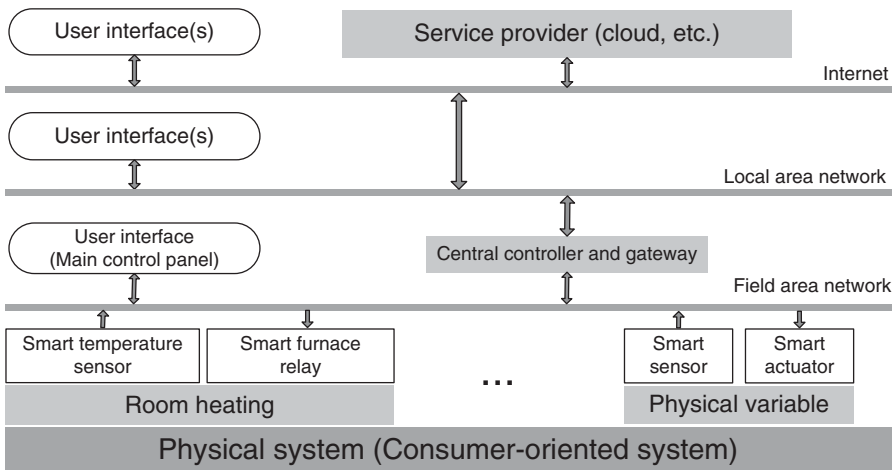 User interface(s)
Service provider (cloud, etc.)
Internet
User interface(s)
Local area network
User interface
(Main control panel)
Central controller and gateway
Field area network
Smart temperature
sensor
Smart furnace
relay
...
Smart
sensor
Smart
actuator
Room heating
Physical variable
Physical system (Consumer-oriented system)